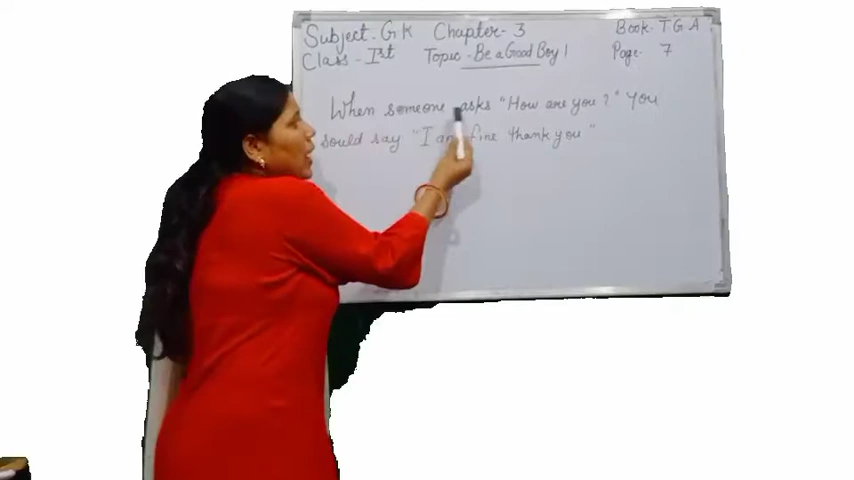 Subject.- GK Chapter- 3 Book- T.G.A
Class - Ist Topic - Be a Good Boy! Page- 7
When someone asks "How are you?" You
sould say "I am fine thank you"